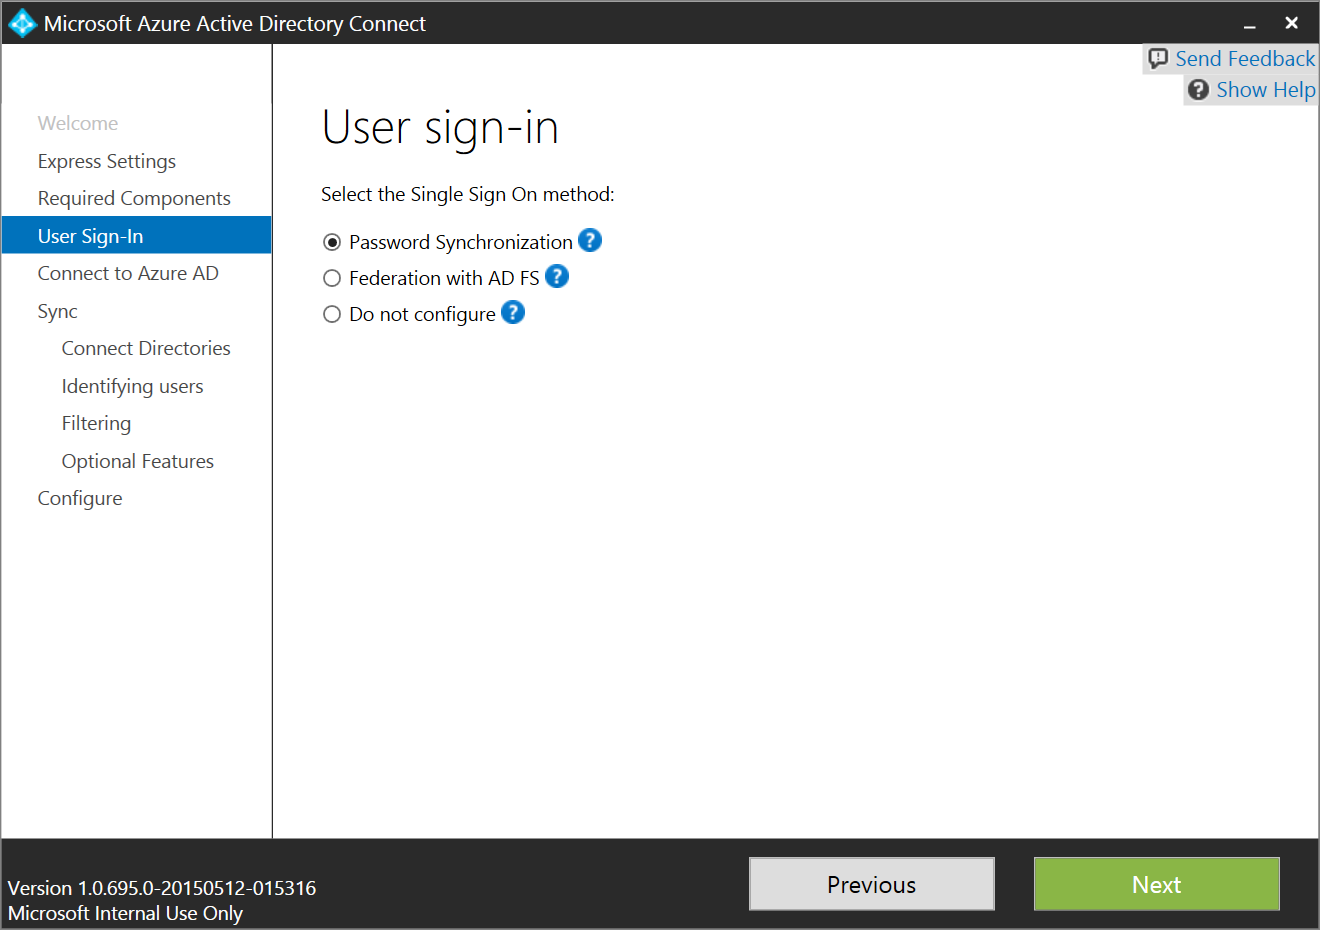 Microsoft Azure Active Directory Connect
Send Feedback
Show Help
Welcome
Express Settings
Required Components
User Sign-In
Connect to Azure AD
Sync
Connect Directories
Identifying users
Filtering
Optional Features
Configure
User sign-in
Select the Single Sign On method:
Password Synchronization ?
Federation with AD FS ?
Do not configure ?
Version 1.0.695.0-20150512-015316
Microsoft Internal Use Only
Previous
Next